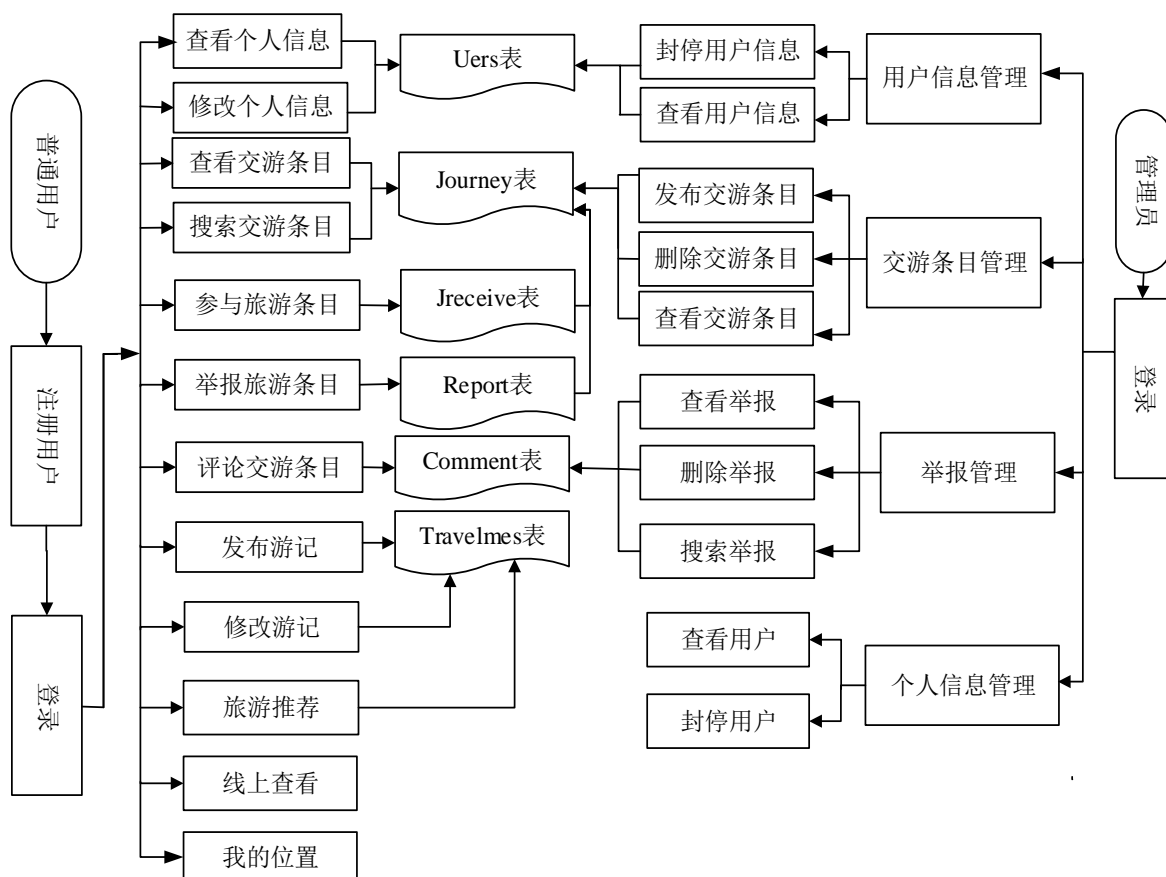 普通用户
注册用户
登录
查看个人信息
修改个人信息
查看交游条目
搜索交游条目
参与旅游条目
举报旅游条目
评论交游条目
发布游记
修改游记
旅游推荐
线上查看
我的位置
Uers表
Journey表
Jreceive表
Report表
Comment表
Travelmes表
封停用户信息
查看用户信息
发布交游条目
删除交游条目
查看交游条目
查看举报
删除举报
搜索举报
查看用户
封停用户
用户信息管理
交游条目管理
举报管理
个人信息管理
管理员
登录